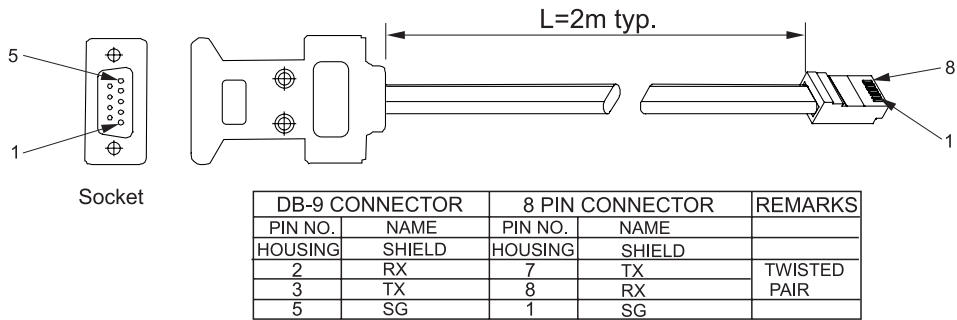 L=2m typ.
5
1
8
1
Socket
DB-9 CONNECTOR 8 PIN CONNECTOR REMARKS
PIN NO. NAME PIN NO. NAME
HOUSING SHIELD HOUSING SHIELD
2 RX 7 TX TWISTED
3 TX 8 RX PAIR
5 SG 1 SG